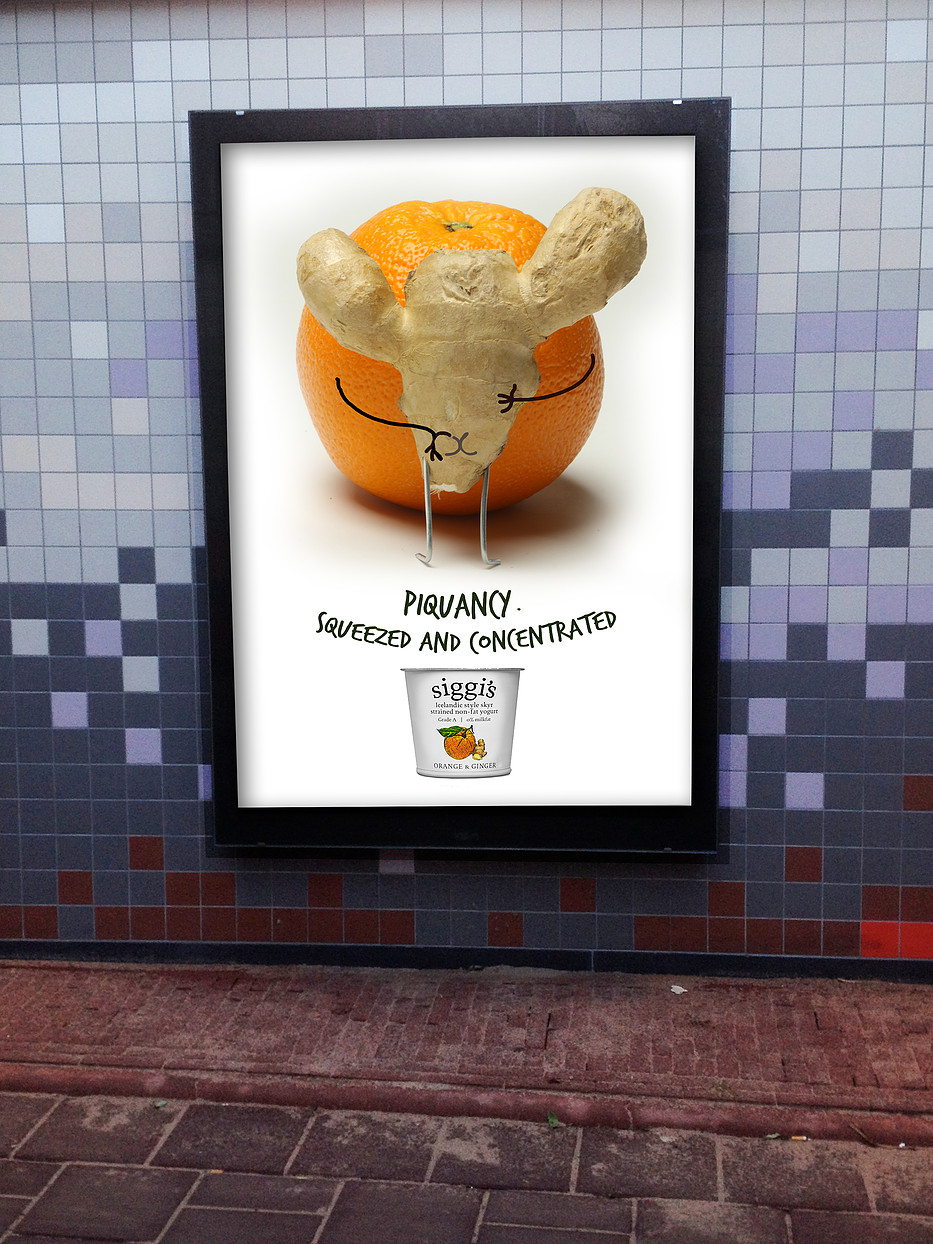 PIQUANCY.
SQUEEZED AND CONCENTRATED
siggi's
Icelandic style skyr
strained non-fat yogurt
Grade A | 0% milkfat
ORANGE & GINGER